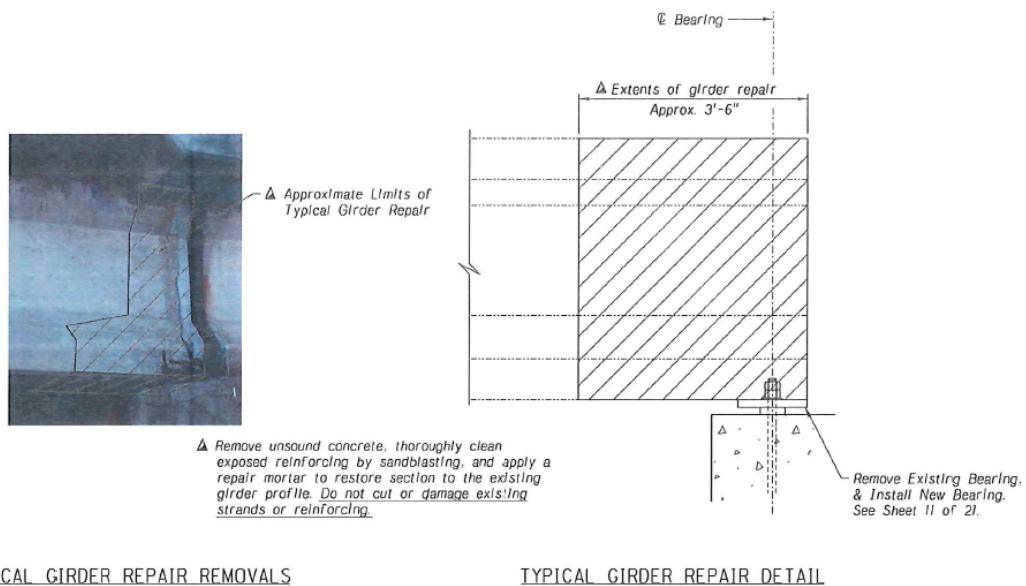 ℄ Bearing
Extents of girder repair
Approx. 3'-6"
Approximate Limits of
Typical Girder Repair
Remove unsound concrete, thoroughly clean
exposed reinforcing by sandblasting, and apply a
repair mortar to restore section to the existing
girder profile. Do not cut or damage existing
strands or reinforcing.
Remove Existing Bearing,
& Install New Bearing.
See Sheet 11 of 21.
CAL GIRDER REPAIR REMOVALS
TYPICAL GIRDER REPAIR DETAIL